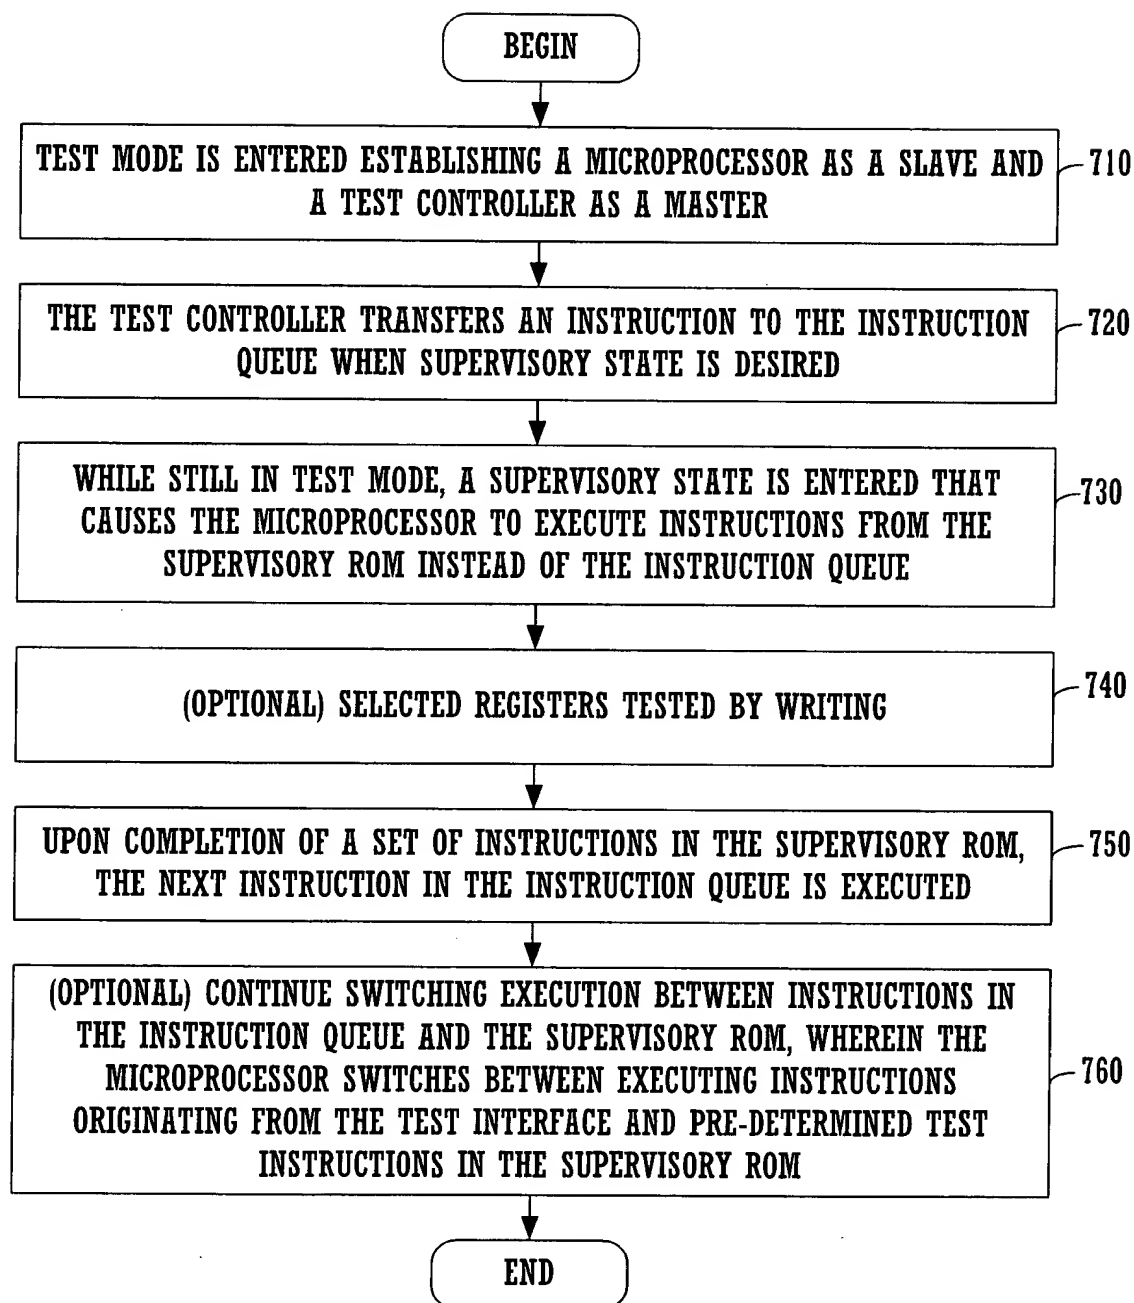 BEGIN
TEST MODE IS ENTERED ESTABLISHING A MICROPROCESSOR AS A SLAVE AND
A TEST CONTROLLER AS A MASTER
710
THE TEST CONTROLLER TRANSFERS AN INSTRUCTION TO THE INSTRUCTION
QUEUE WHEN SUPERVISORY STATE IS DESIRED
720
WHILE STILL IN TEST MODE, A SUPERVISORY STATE IS ENTERED THAT
CAUSES THE MICROPROCESSOR TO EXECUTE INSTRUCTIONS FROM THE
SUPERVISORY ROM INSTEAD OF THE INSTRUCTION QUEUE
730
(OPTIONAL) SELECTED REGISTERS TESTED BY WRITING
740
UPON COMPLETION OF A SET OF INSTRUCTIONS IN THE SUPERVISORY ROM,
THE NEXT INSTRUCTION IN THE INSTRUCTION QUEUE IS EXECUTED
750
(OPTIONAL) CONTINUE SWITCHING EXECUTION BETWEEN INSTRUCTIONS IN
THE INSTRUCTION QUEUE AND THE SUPERVISORY ROM, WHEREIN THE
MICROPROCESSOR SWITCHES BETWEEN EXECUTING INSTRUCTIONS
ORIGINATING FROM THE TEST INTERFACE AND PRE-DETERMINED TEST
INSTRUCTIONS IN THE SUPERVISORY ROM
760
END